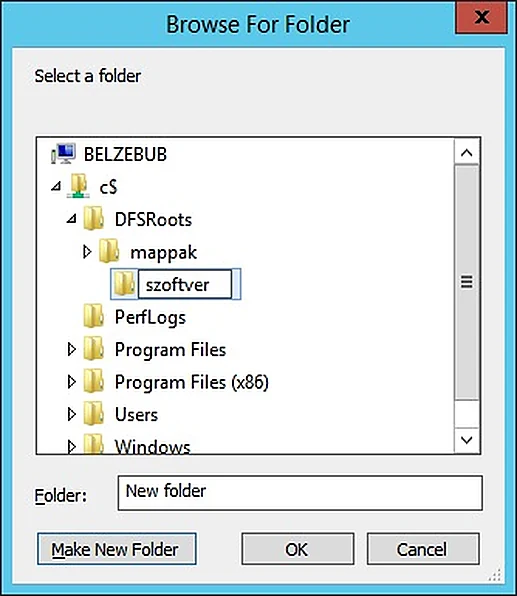 Browse For Folder
Select a folder
BELZEBUB
c$
DFSRoots
mappak
szoftver
PerfLogs
Program Files
Program Files (x86)
Users
Windows
Folder: New folder
Make New Folder OK Cancel